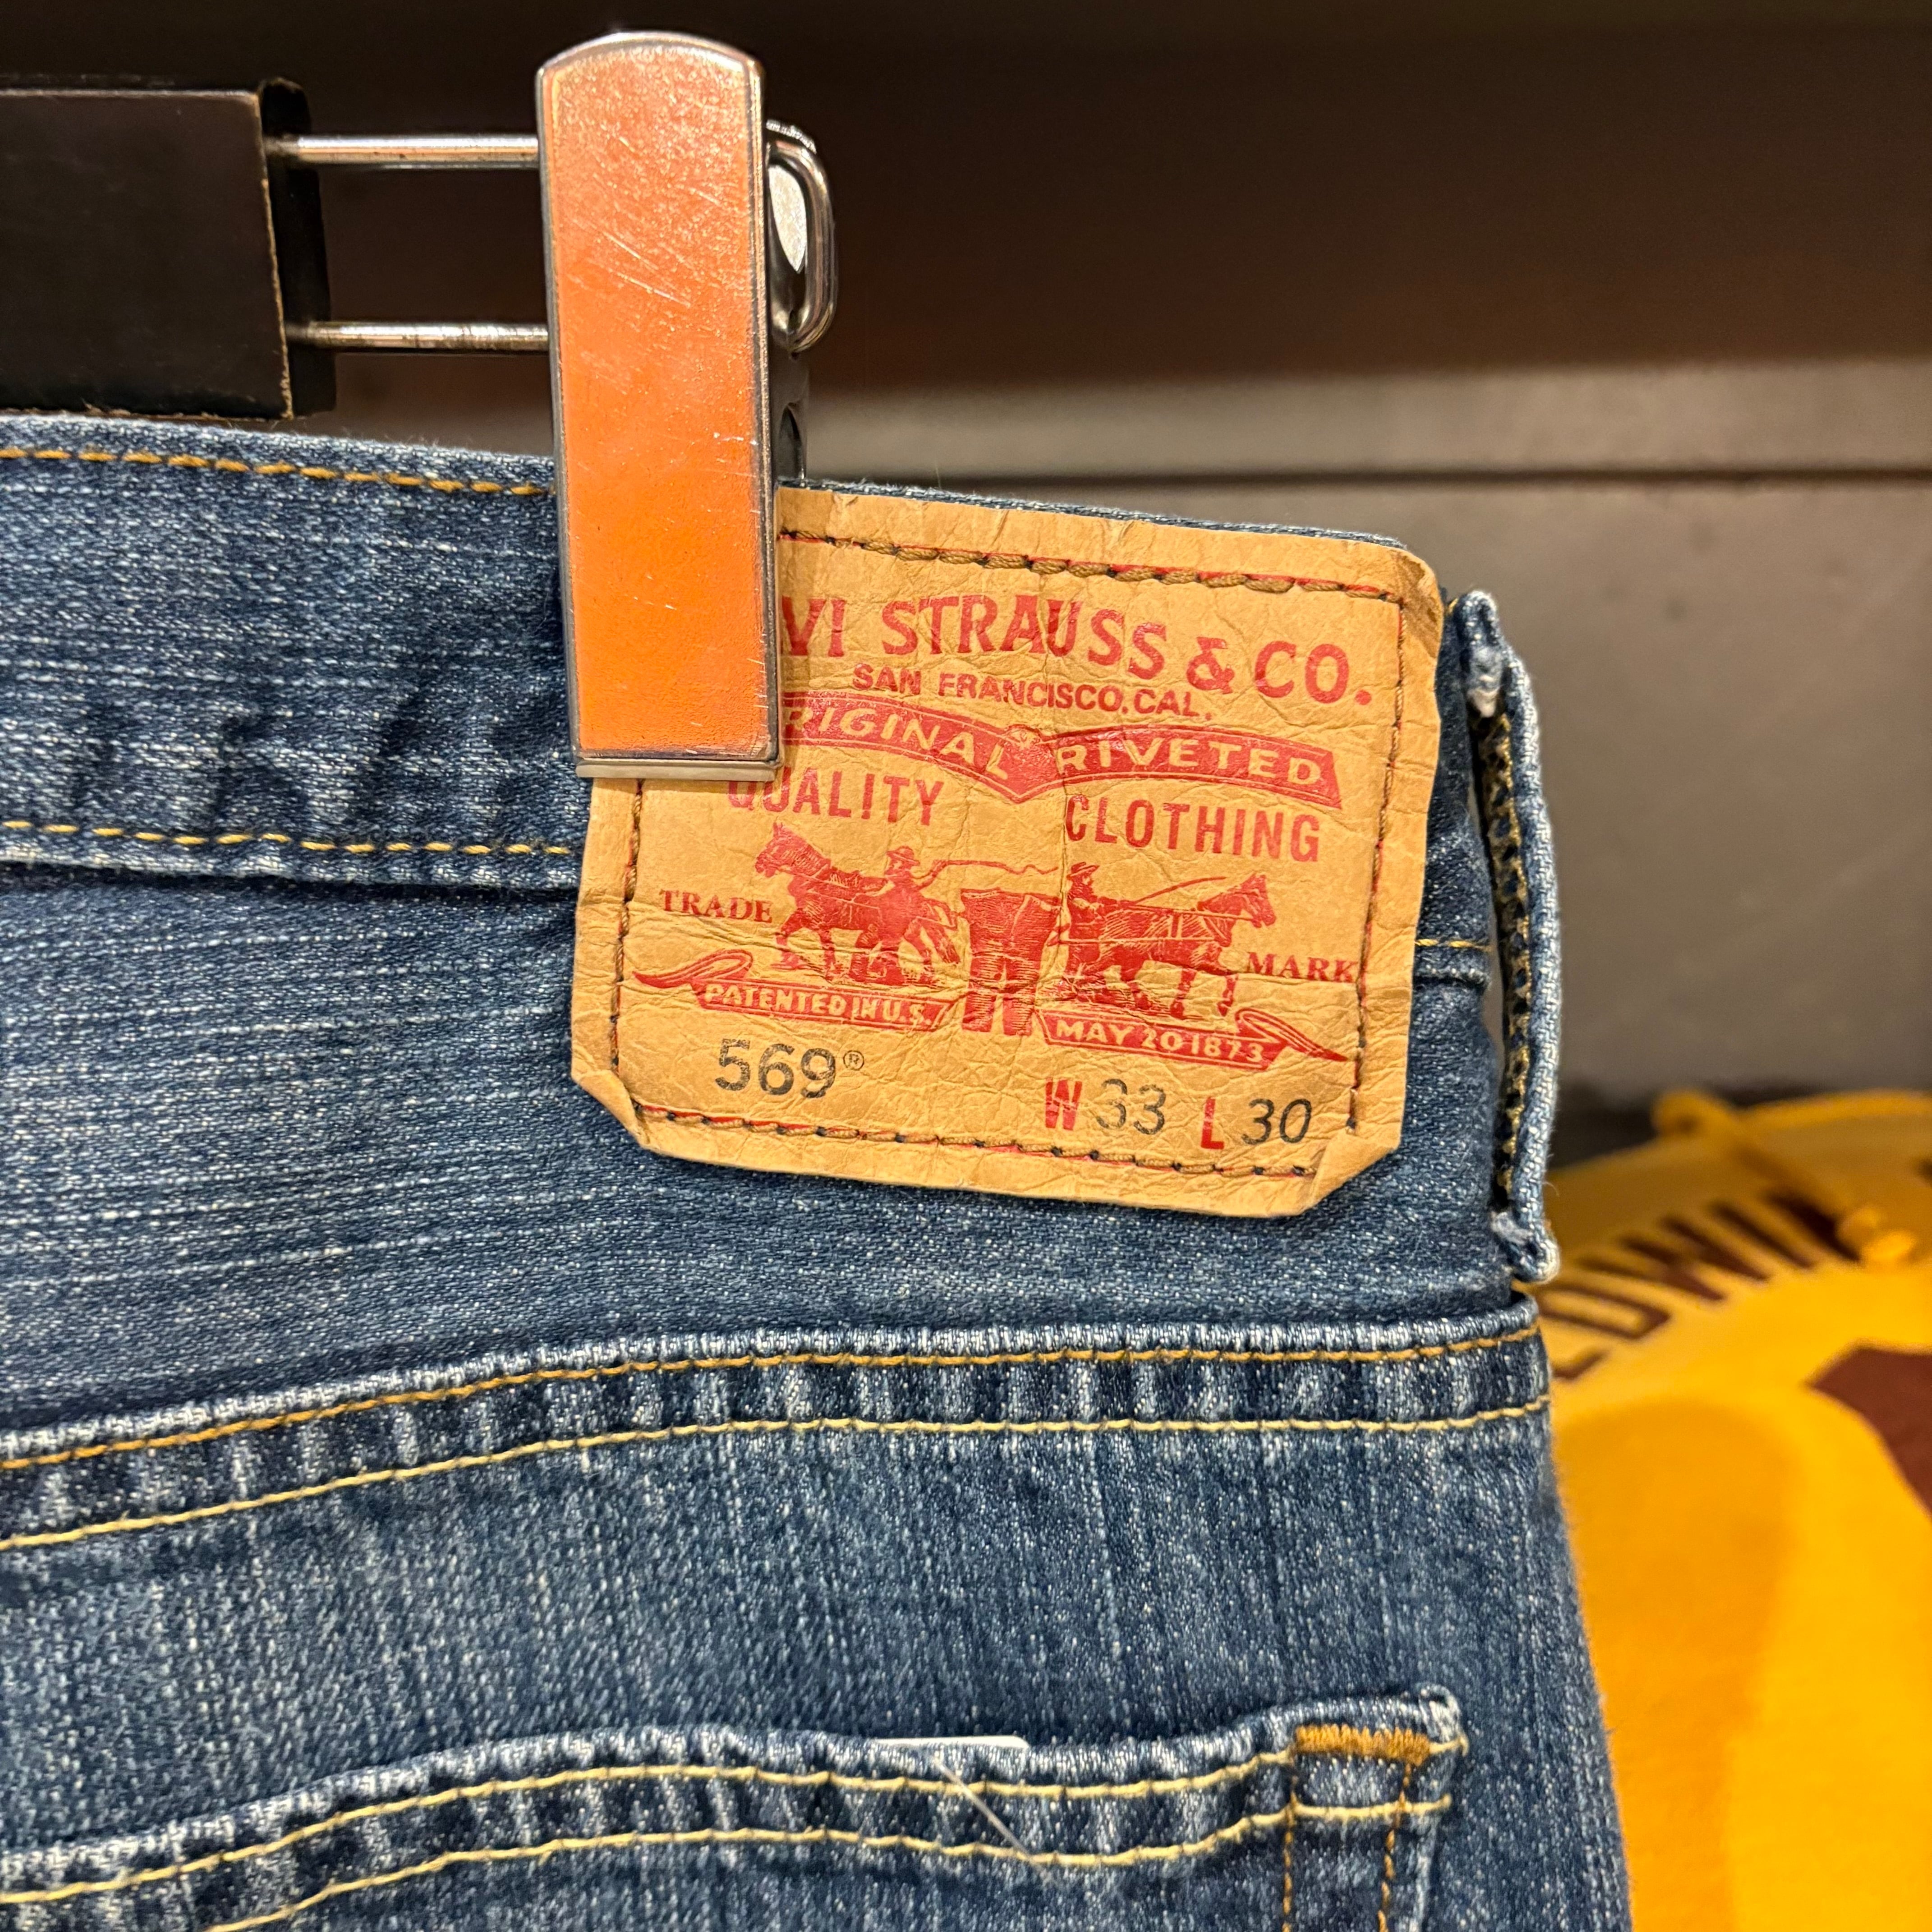 VI STRAUSS & CO.
SAN FRANCISCO, CAL.
RIGINAL RIVETED
QUALITY CLOTHING
TRADE MARK
PATENTED IN U.S. MAY 20 1873
569® W 33 L 30